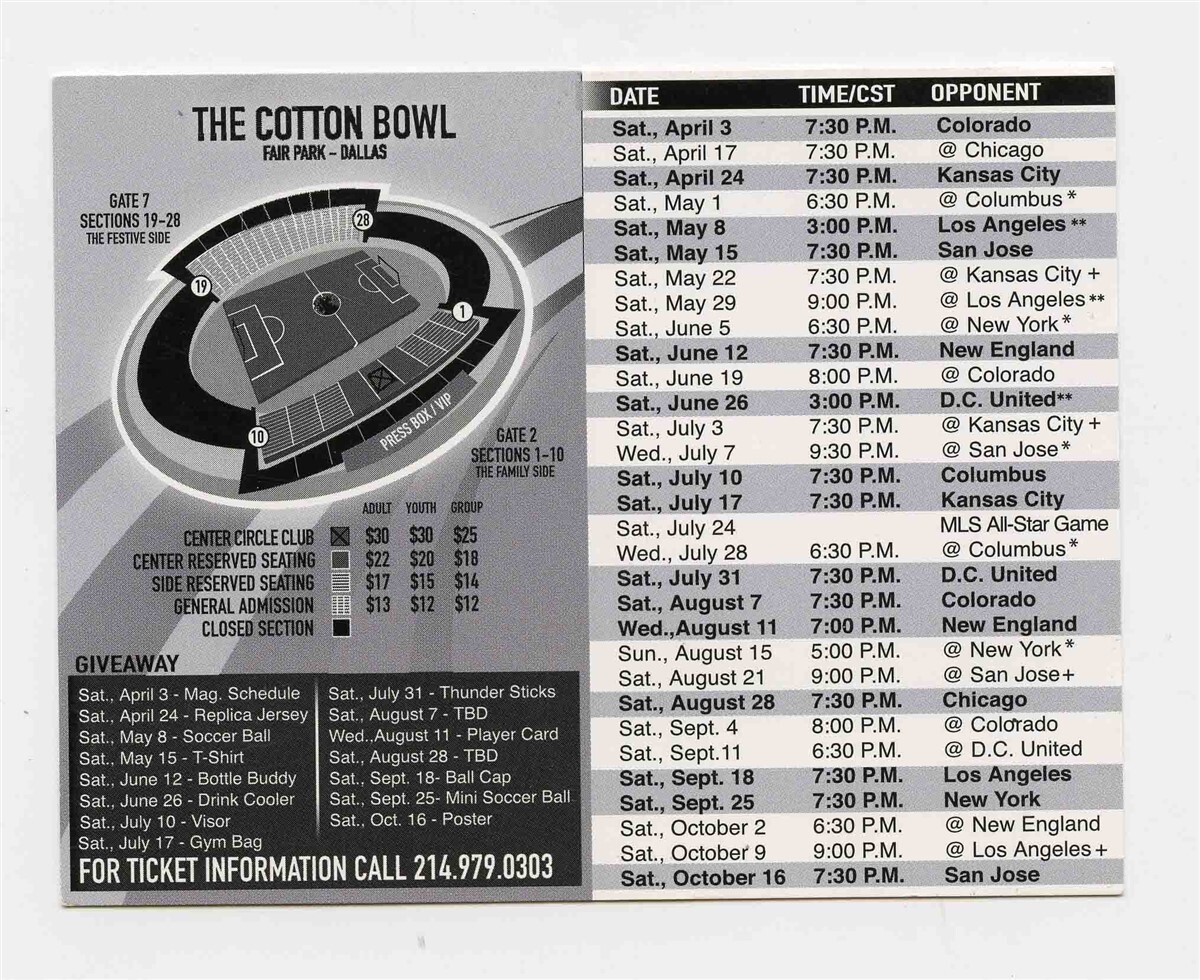 THE COTTON BOWL
FAIR PARK – DALLAS
GATE 7
SECTIONS 19–28
THE FESTIVE SIDE
28
19
1
10
PRESS BOX / VIP
GATE 2
SECTIONS 1–10
THE FAMILY SIDE
ADULT YOUTH GROUP
CENTER CIRCLE CLUB $30 $30 $25
CENTER RESERVED SEATING $22 $20 $18
SIDE RESERVED SEATING $17 $15 $14
GENERAL ADMISSION $13 $12 $12
CLOSED SECTION
GIVEAWAY
Sat., April 3 - Mag. Schedule
Sat., April 24 - Replica Jersey
Sat., May 8 - Soccer Ball
Sat., May 15 - T-Shirt
Sat., June 12 - Bottle Buddy
Sat., June 26 - Drink Cooler
Sat., July 10 - Visor
Sat., July 17 - Gym Bag
Sat., July 31 - Thunder Sticks
Sat., August 7 - TBD
Wed.,August 11 - Player Card
Sat., August 28 - TBD
Sat., Sept. 18- Ball Cap
Sat., Sept. 25- Mini Soccer Ball
Sat., Oct. 16 - Poster
FOR TICKET INFORMATION CALL 214.979.0303
DATE TIME/CST OPPONENT
Sat., April 3 7:30 P.M. Colorado
Sat., April 17 7:30 P.M. @ Chicago
Sat., April 24 7:30 P.M. Kansas City
Sat., May 1 6:30 P.M. @ Columbus *
Sat., May 8 3:00 P.M. Los Angeles **
Sat., May 15 7:30 P.M. San Jose
Sat., May 22 7:30 P.M. @ Kansas City +
Sat., May 29 9:00 P.M. @ Los Angeles **
Sat., June 5 6:30 P.M. @ New York *
Sat., June 12 7:30 P.M. New England
Sat., June 19 8:00 P.M. @ Colorado
Sat., June 26 3:00 P.M. D.C. United**
Sat., July 3 7:30 P.M. @ Kansas City +
Wed., July 7 9:30 P.M. @ San Jose *
Sat., July 10 7:30 P.M. Columbus
Sat., July 17 7:30 P.M. Kansas City
Sat., July 24 MLS All-Star Game
Wed., July 28 6:30 P.M. @ Columbus *
Sat., July 31 7:30 P.M. D.C. United
Sat., August 7 7:30 P.M. Colorado
Wed.,August 11 7:00 P.M. New England
Sun., August 15 5:00 P.M. @ New York *
Sat., August 21 9:00 P.M. @ San Jose+
Sat., August 28 7:30 P.M. Chicago
Sat., Sept. 4 8:00 P.M. @ Colorado
Sat., Sept.11 6:30 P.M. @ D.C. United
Sat., Sept. 18 7:30 P.M. Los Angeles
Sat., Sept. 25 7:30 P.M. New York
Sat., October 2 6:30 P.M. @ New England
Sat., October 9 9:00 P.M. @ Los Angeles +
Sat., October 16 7:30 P.M. San Jose